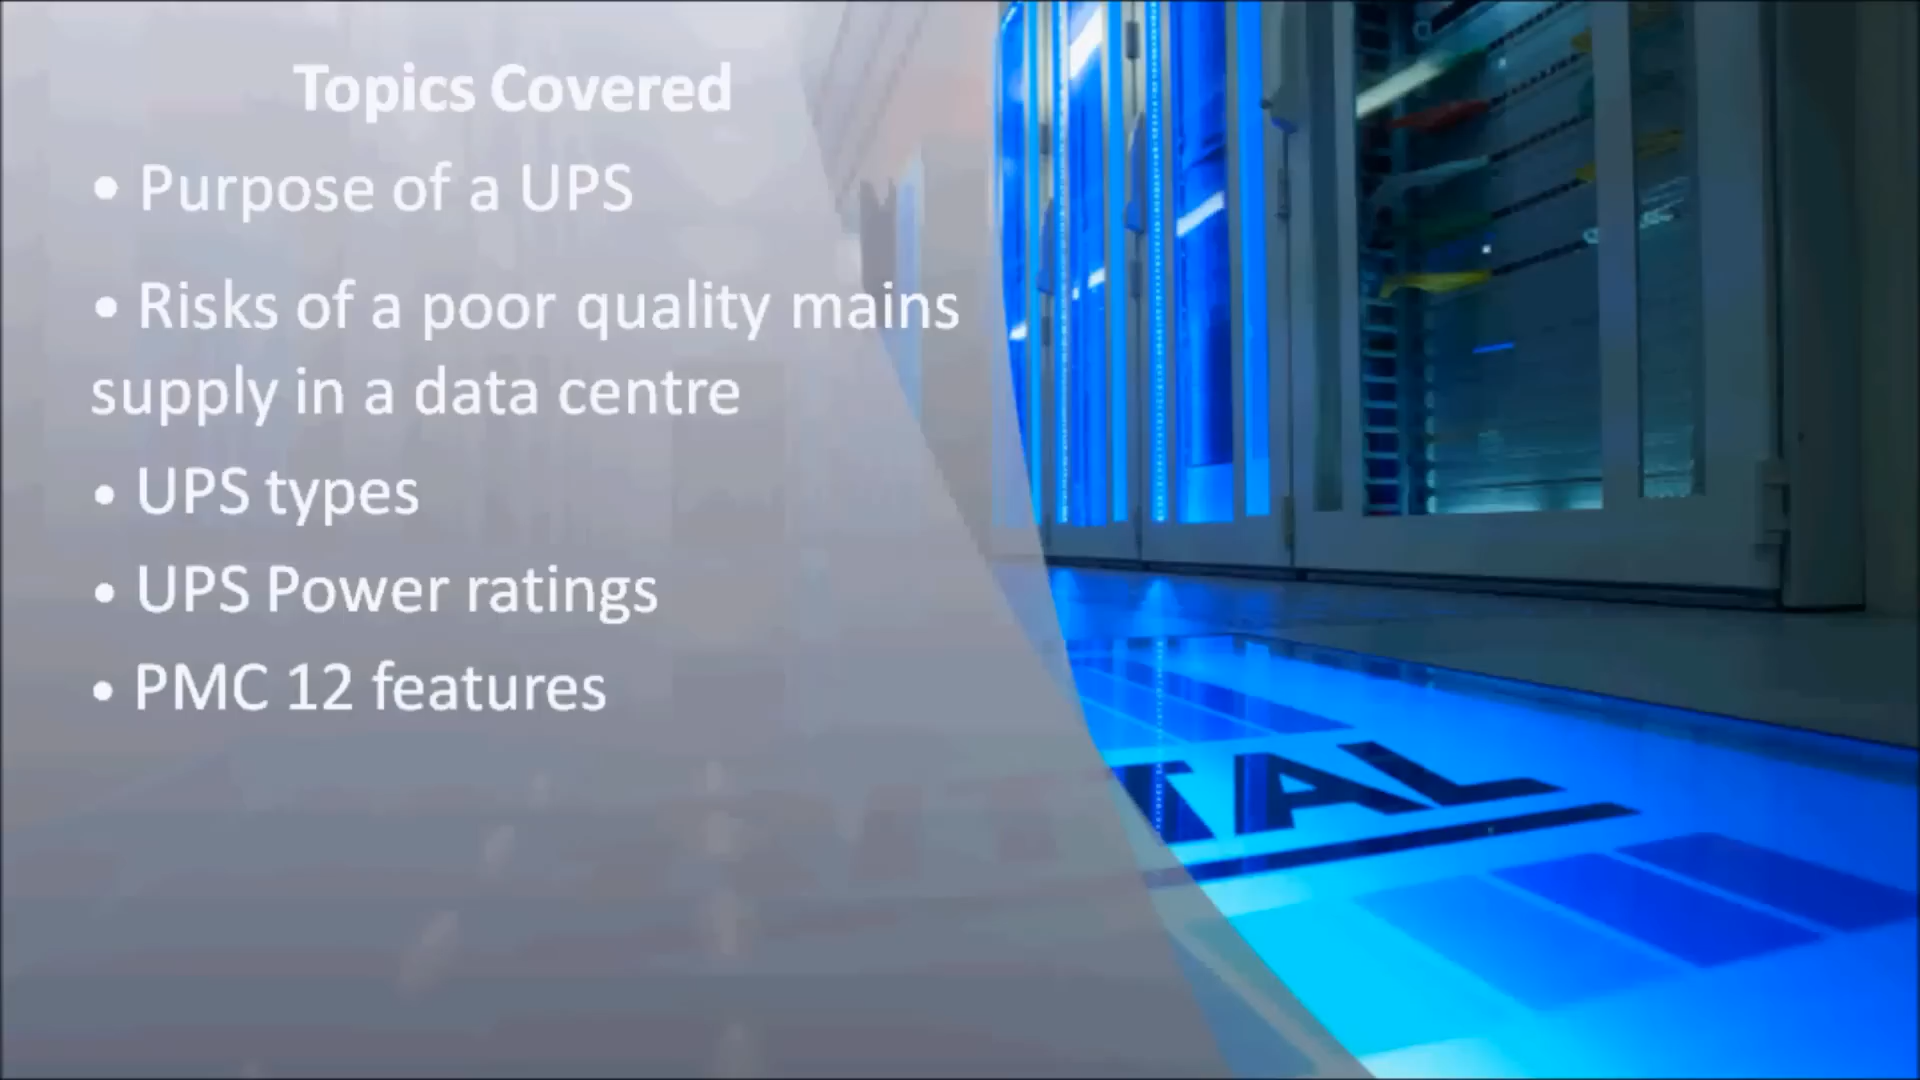 Topics Covered
• Purpose of a UPS
• Risks of a poor quality mains
supply in a data centre
• UPS types
• UPS Power ratings
• PMC 12 features
TAL